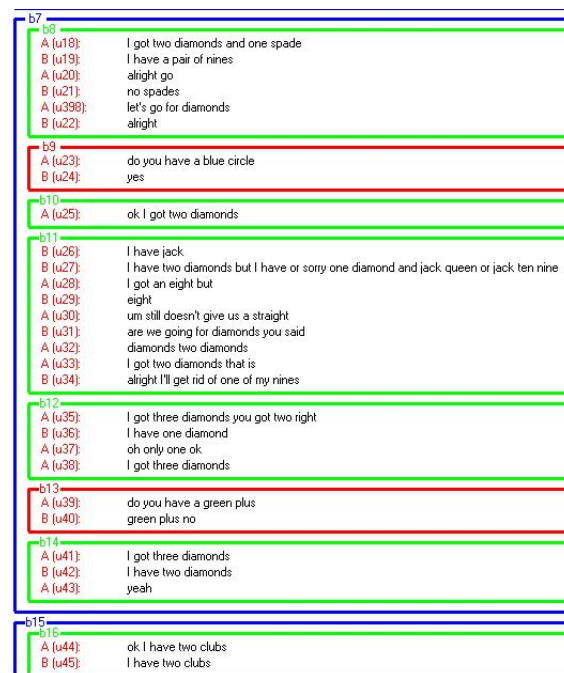 b7
b8
A (u18): I got two diamonds and one spade
B (u19): I have a pair of nines
A (u20): alright go
B (u21): no spades
A (u398): let's go for diamonds
B (u22): alright
b9
A (u23): do you have a blue circle
B (u24): yes
b10
A (u25): ok I got two diamonds
b11
B (u26): I have jack
B (u27): I have two diamonds but I have or sorry one diamond and jack queen or jack ten nine
A (u28): I got an eight but
B (u29): eight
A (u30): um still doesn't give us a straight
B (u31): are we going for diamonds you said
A (u32): diamonds two diamonds
A (u33): I got two diamonds that is
B (u34): alright I'll get rid of one of my nines
b12
A (u35): I got three diamonds you got two right
B (u36): I have one diamond
A (u37): oh only one ok
A (u38): I got three diamonds
b13
A (u39): do you have a green plus
B (u40): green plus no
b14
A (u41): I got three diamonds
B (u42): I have two diamonds
A (u43): yeah
b15
b16
A (u44): ok I have two clubs
B (u45): I have two clubs